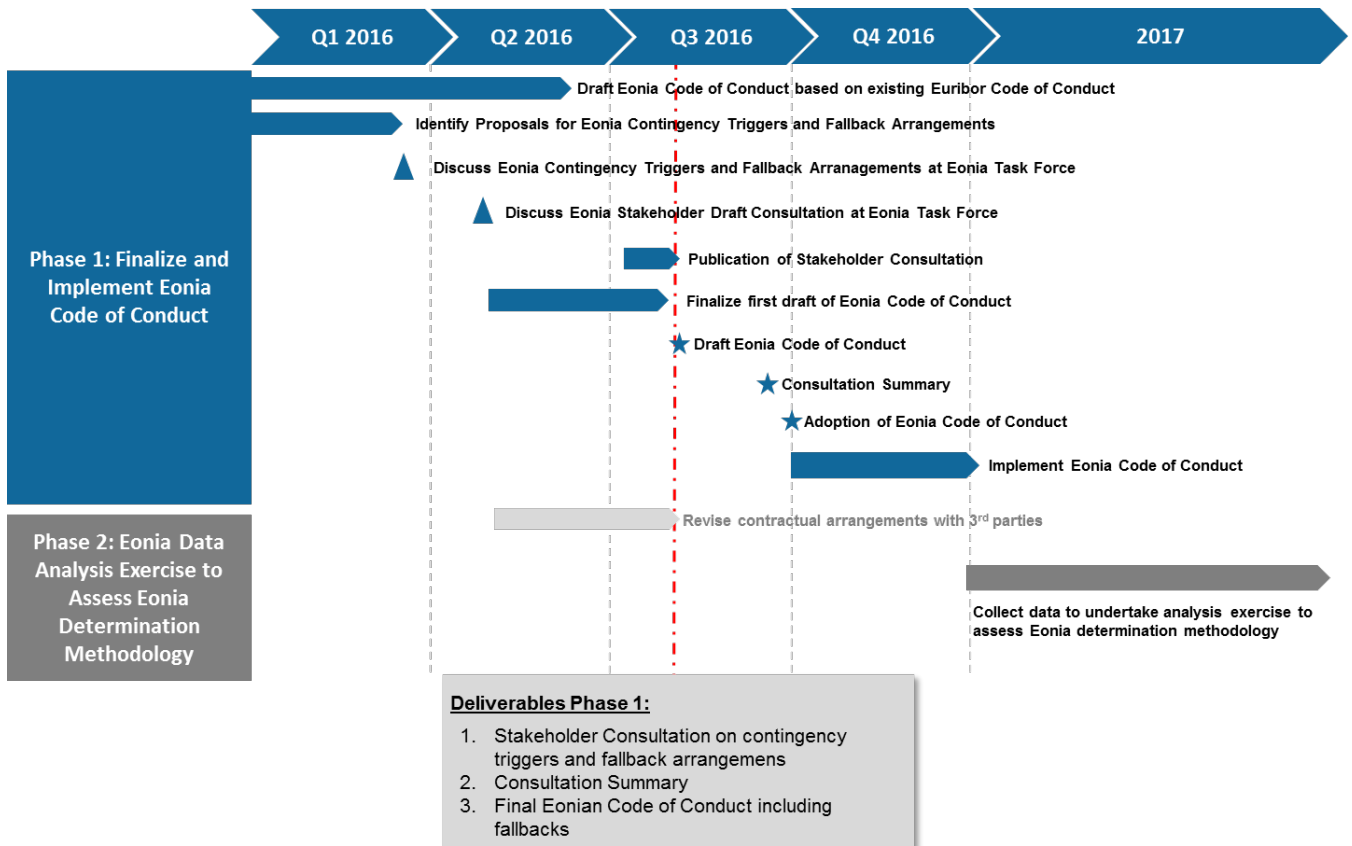 Q1 2016
Q2 2016
Q3 2016
Q4 2016
2017
Phase 1: Finalize and
Implement Eonia
Code of Conduct
Draft Eonia Code of Conduct based on existing Euribor Code of Conduct
Identify Proposals for Eonia Contingency Triggers and Fallback Arrangements
Discuss Eonia Contingency Triggers and Fallback Arranagements at Eonia Task Force
Discuss Eonia Stakeholder Draft Consultation at Eonia Task Force
Publication of Stakeholder Consultation
Finalize first draft of Eonia Code of Conduct
Draft Eonia Code of Conduct
Consultation Summary
Adoption of Eonia Code of Conduct
Implement Eonia Code of Conduct
Phase 2: Eonia Data
Analysis Exercise to
Assess Eonia
Determination
Methodology
Revise contractual arrangements with 3rd parties
Collect data to undertake analysis exercise to
assess Eonia determination methodology
Deliverables Phase 1:
1. Stakeholder Consultation on contingency
triggers and fallback arrangemens
2. Consultation Summary
3. Final Eonian Code of Conduct including
fallbacks